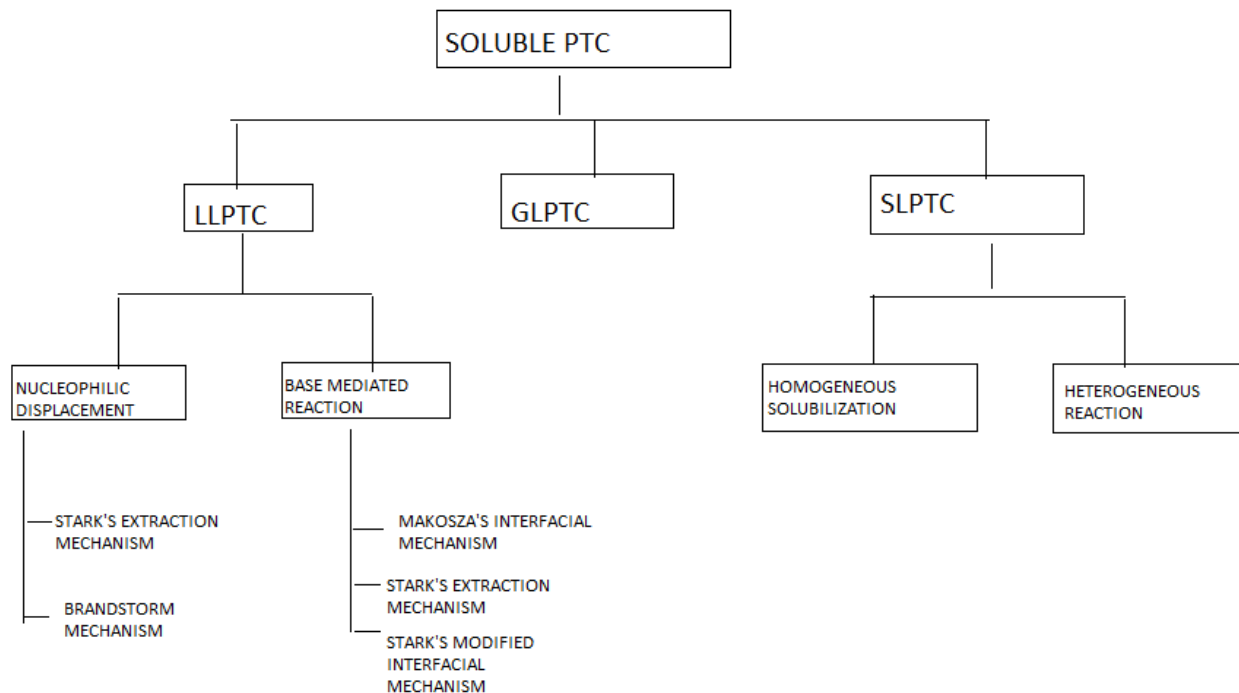 SOLUBLE PTC
LLPTC
GLPTC
SLPTC
NUCLEOPHILIC
DISPLACEMENT
BASE MEDIATED
REACTION
HOMOGENEOUS
SOLUBILIZATION
HETEROGENEOUS
REACTION
STARK'S EXTRACTION
MECHANISM
BRANDSTORM
MECHANISM
MAKOSZA'S INTERFACIAL
MECHANISM
STARK'S EXTRACTION
MECHANISM
STARK'S MODIFIED
INTERFACIAL
MECHANISM